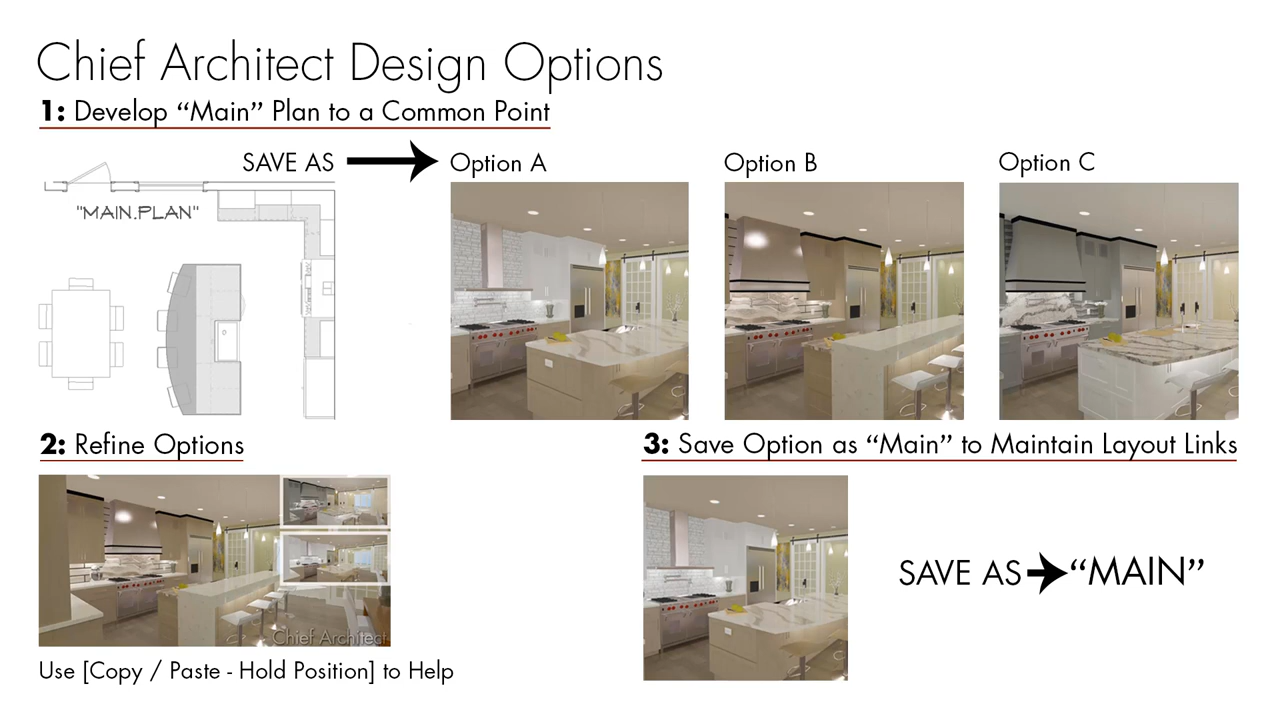 Chief Architect Design Options
1: Develop “Main” Plan to a Common Point
SAVE AS
Option A
Option B
Option C
"MAIN.PLAN"
2: Refine Options
3: Save Option as “Main” to Maintain Layout Links
Chief Architect
SAVE AS
“MAIN”
Use [Copy / Paste - Hold Position] to Help